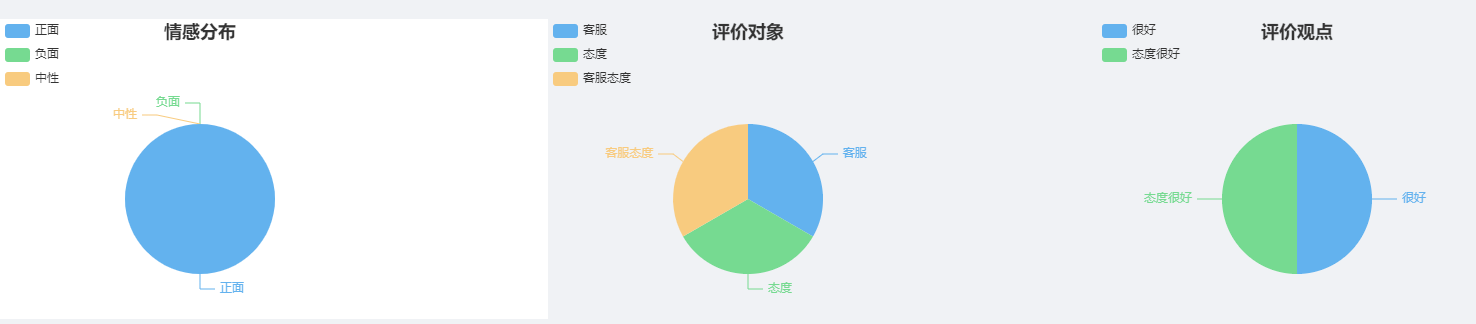 情感分布
正面
负面
中性
负面
中性
正面
评价对象
客服
态度
客服态度
客服态度
客服
态度
评价观点
很好
态度很好
态度很好
很好